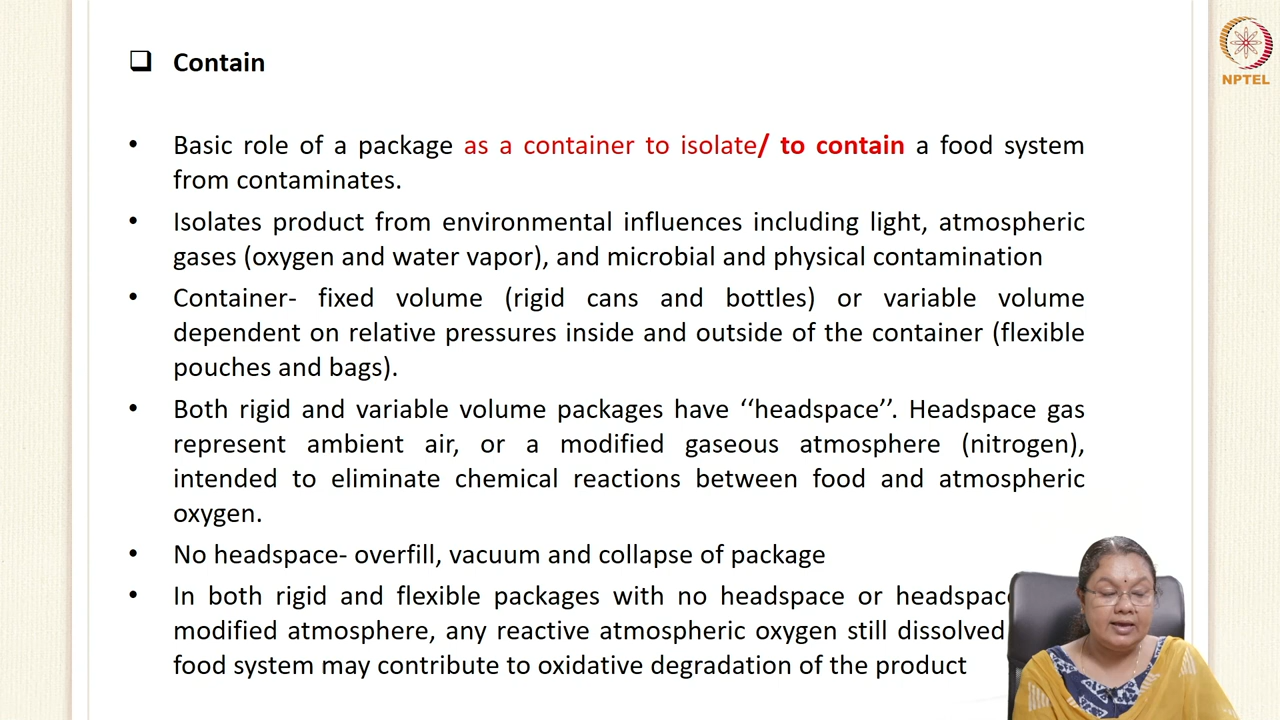 NPTEL
❑ Contain
• Basic role of a package as a container to isolate/ to contain a food system
from contaminates.
• Isolates product from environmental influences including light, atmospheric
gases (oxygen and water vapor), and microbial and physical contamination
• Container- fixed volume (rigid cans and bottles) or variable volume
dependent on relative pressures inside and outside of the container (flexible
pouches and bags).
• Both rigid and variable volume packages have ‘‘headspace’’. Headspace gas
represent ambient air, or a modified gaseous atmosphere (nitrogen),
intended to eliminate chemical reactions between food and atmospheric
oxygen.
• No headspace- overfill, vacuum and collapse of package
• In both rigid and flexible packages with no headspace or
modified atmosphere, any reactive atmospheric oxygen still dissolved
food system may contribute to oxidative degradation of the product